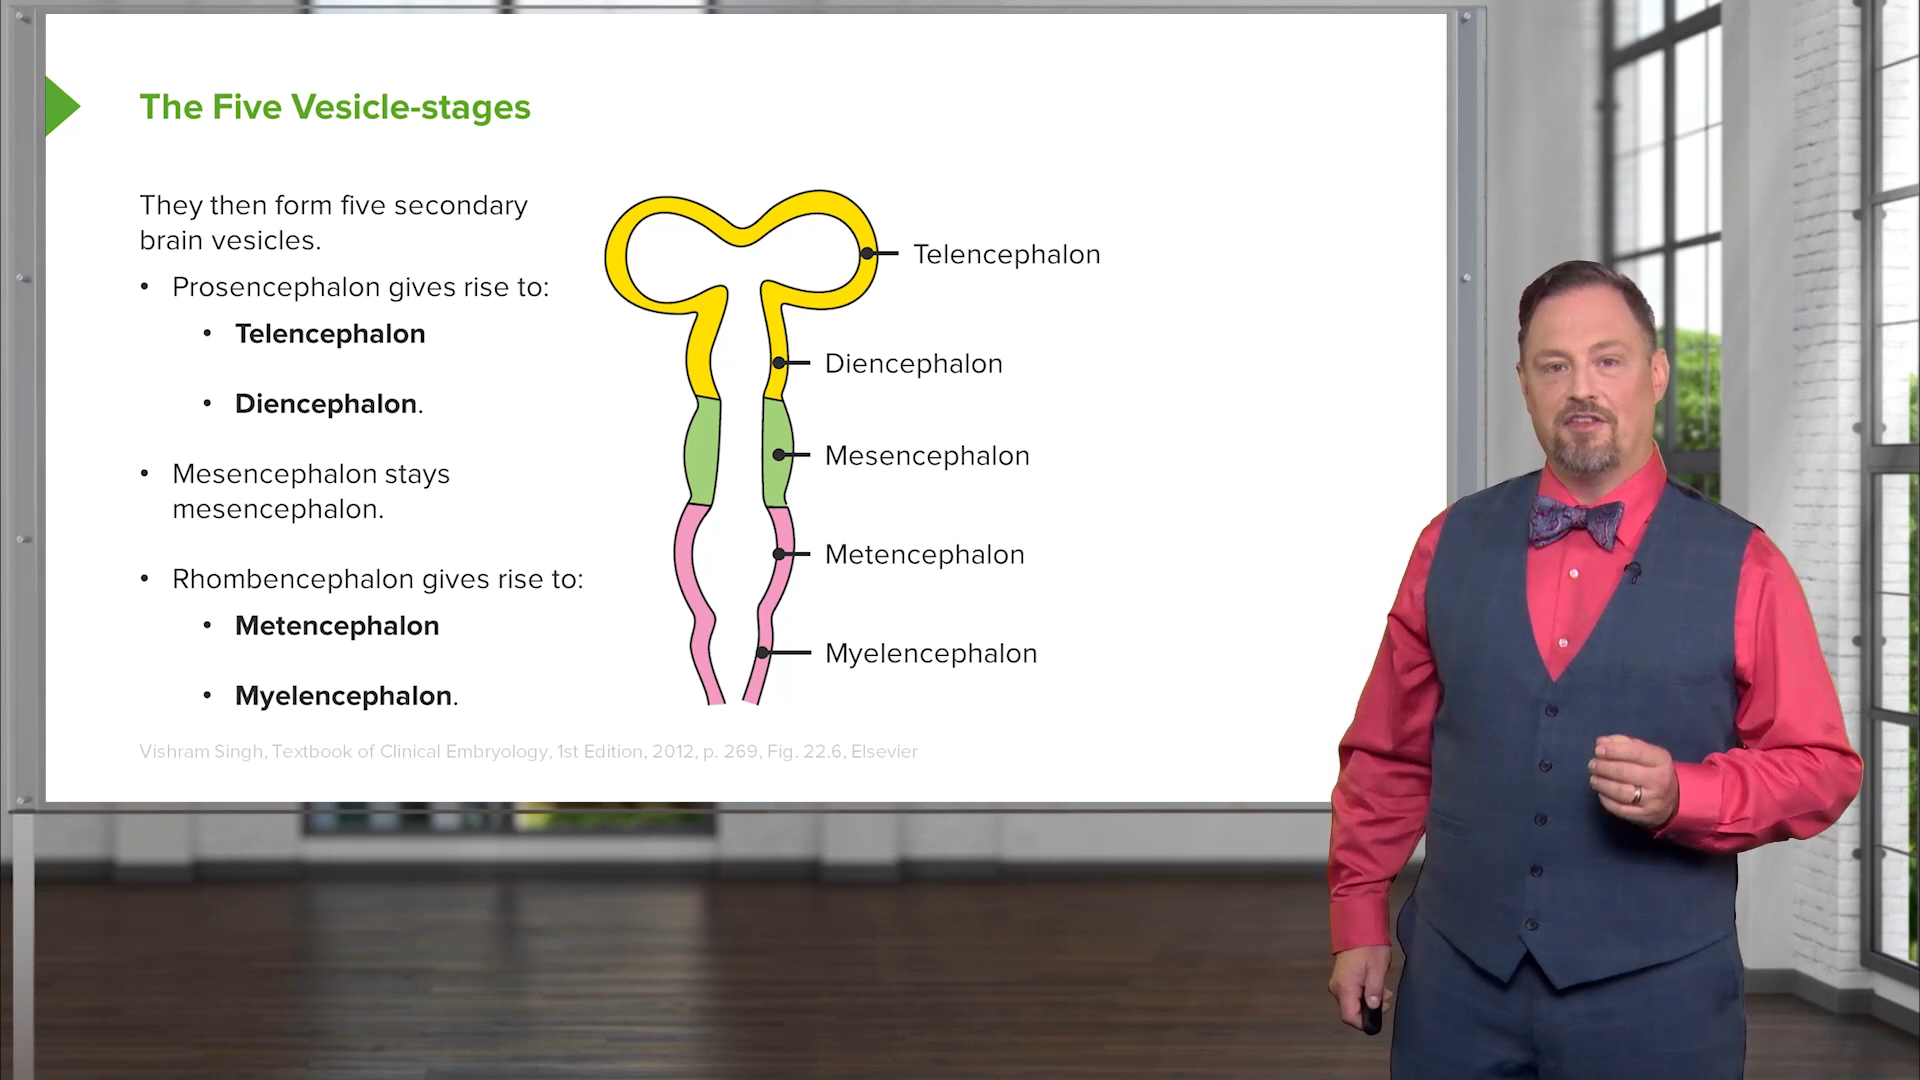 The Five Vesicle-stages
They then form five secondary
brain vesicles.
• Prosencephalon gives rise to:
• Telencephalon
• Diencephalon.
• Mesencephalon stays
mesencephalon.
• Rhombencephalon gives rise to:
• Metencephalon
• Myelencephalon.
Telencephalon
Diencephalon
Mesencephalon
Metencephalon
Myelencephalon
Vishram Singh, Textbook of Clinical Embryology, 1st Edition, 2012, p. 269, Fig. 22.6, Elsevier